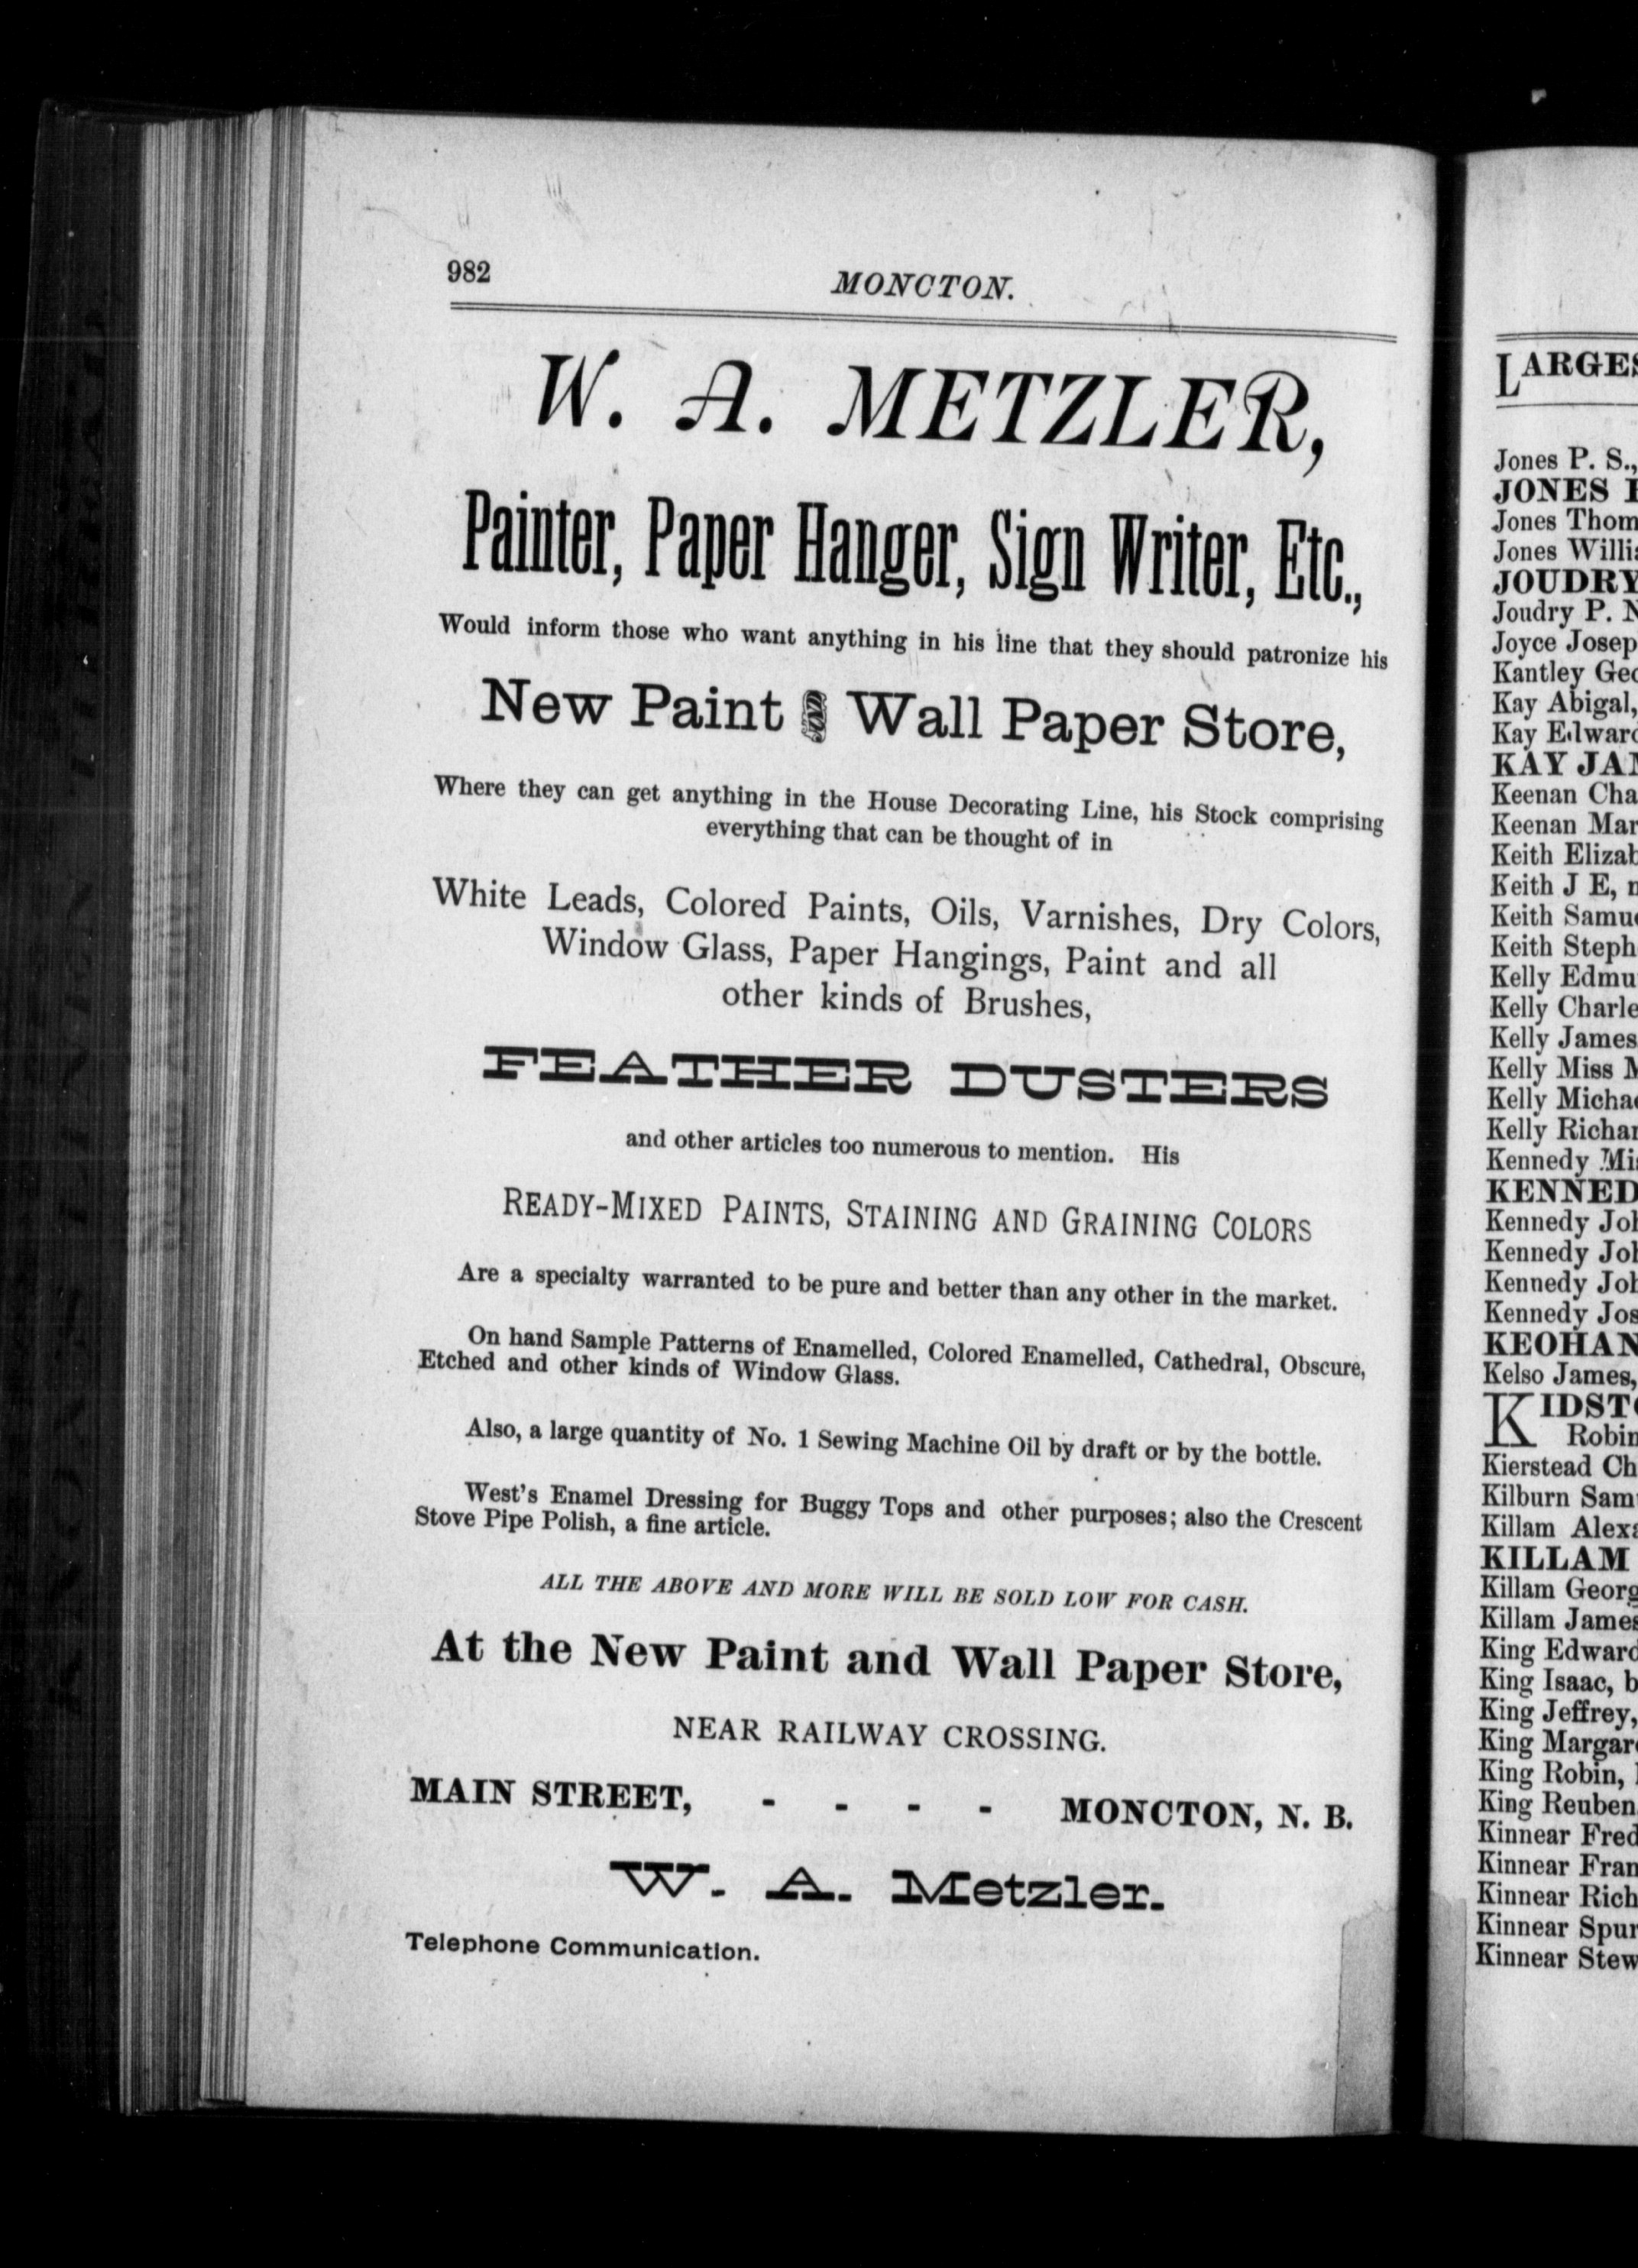 982
MONCTON.
W. A. METZLER,
Painter, Paper Hanger, Sign Writer, Etc.,
Would inform those who want anything in his line that they should patronize his
New Paint and Wall Paper Store,
Where they can get anything in the House Decorating Line, his Stock comprising
everything that can be thought of in
White Leads, Colored Paints, Oils, Varnishes, Dry Colors,
Window Glass, Paper Hangings, Paint and all
other kinds of Brushes,
FEATHER DUSTERS
and other articles too numerous to mention. His
READY-MIXED PAINTS, STAINING AND GRAINING COLORS
Are a specialty warranted to be pure and better than any other in the market.
On hand Sample Patterns of Enamelled, Colored Enamelled, Cathedral, Obscure,
Etched and other kinds of Window Glass.
Also, a large quantity of No. 1 Sewing Machine Oil by draft or by the bottle.
West's Enamel Dressing for Buggy Tops and other purposes; also the Crescent
Stove Pipe Polish, a fine article.
ALL THE ABOVE AND MORE WILL BE SOLD LOW FOR CASH.
At the New Paint and Wall Paper Store,
NEAR RAILWAY CROSSING.
MAIN STREET, - - - - MONCTON, N. B.
W. A. Metzler.
Telephone Communication.
LARGES
Jones P. S.,
JONES
Jones Thom
Jones Willi
JOUDRY
Joudry P.
Joyce Josep
Kantley Geo
Kay Abigal,
Kay Edward
KAY JA
Keenan Cha
Keenan Mar
Keith Elizab
Keith J E,
Keith Samu
Keith Steph
Kelly Edmu
Kelly Charle
Kelly James
Kelly Miss
Kelly Micha
Kelly Richar
Kennedy Mi
KENNED
Kennedy Joh
Kennedy Joh
Kennedy Joh
Kennedy Jos
KEOHAN
Kelso James,
KIDST
Robin
Kierstead Ch
Kilburn Sam
Killam Alexa
KILLAM
Killam Georg
Killam James
King Edward
King Isaac, b
King Jeffrey,
King Margar
King Robin,
King Reuben
Kinnear Fred
Kinnear Fran
Kinnear Rich
Kinnear Spur
Kinnear Stew